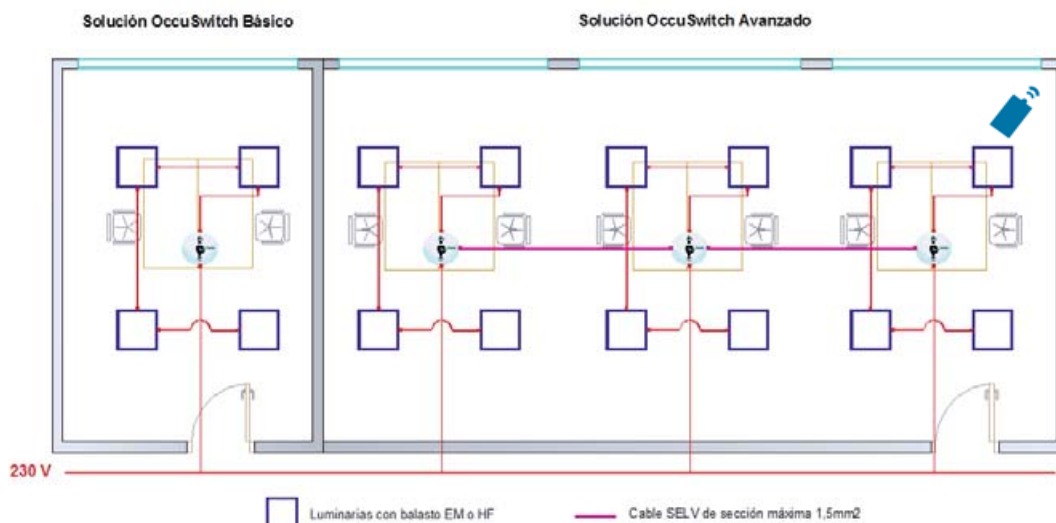 Solución OccuSwitch Básico
Solución OccuSwitch Avanzado
230 V
Luminarias con balasto EM o HF
Cable SELV de sección máxima 1,5mm2